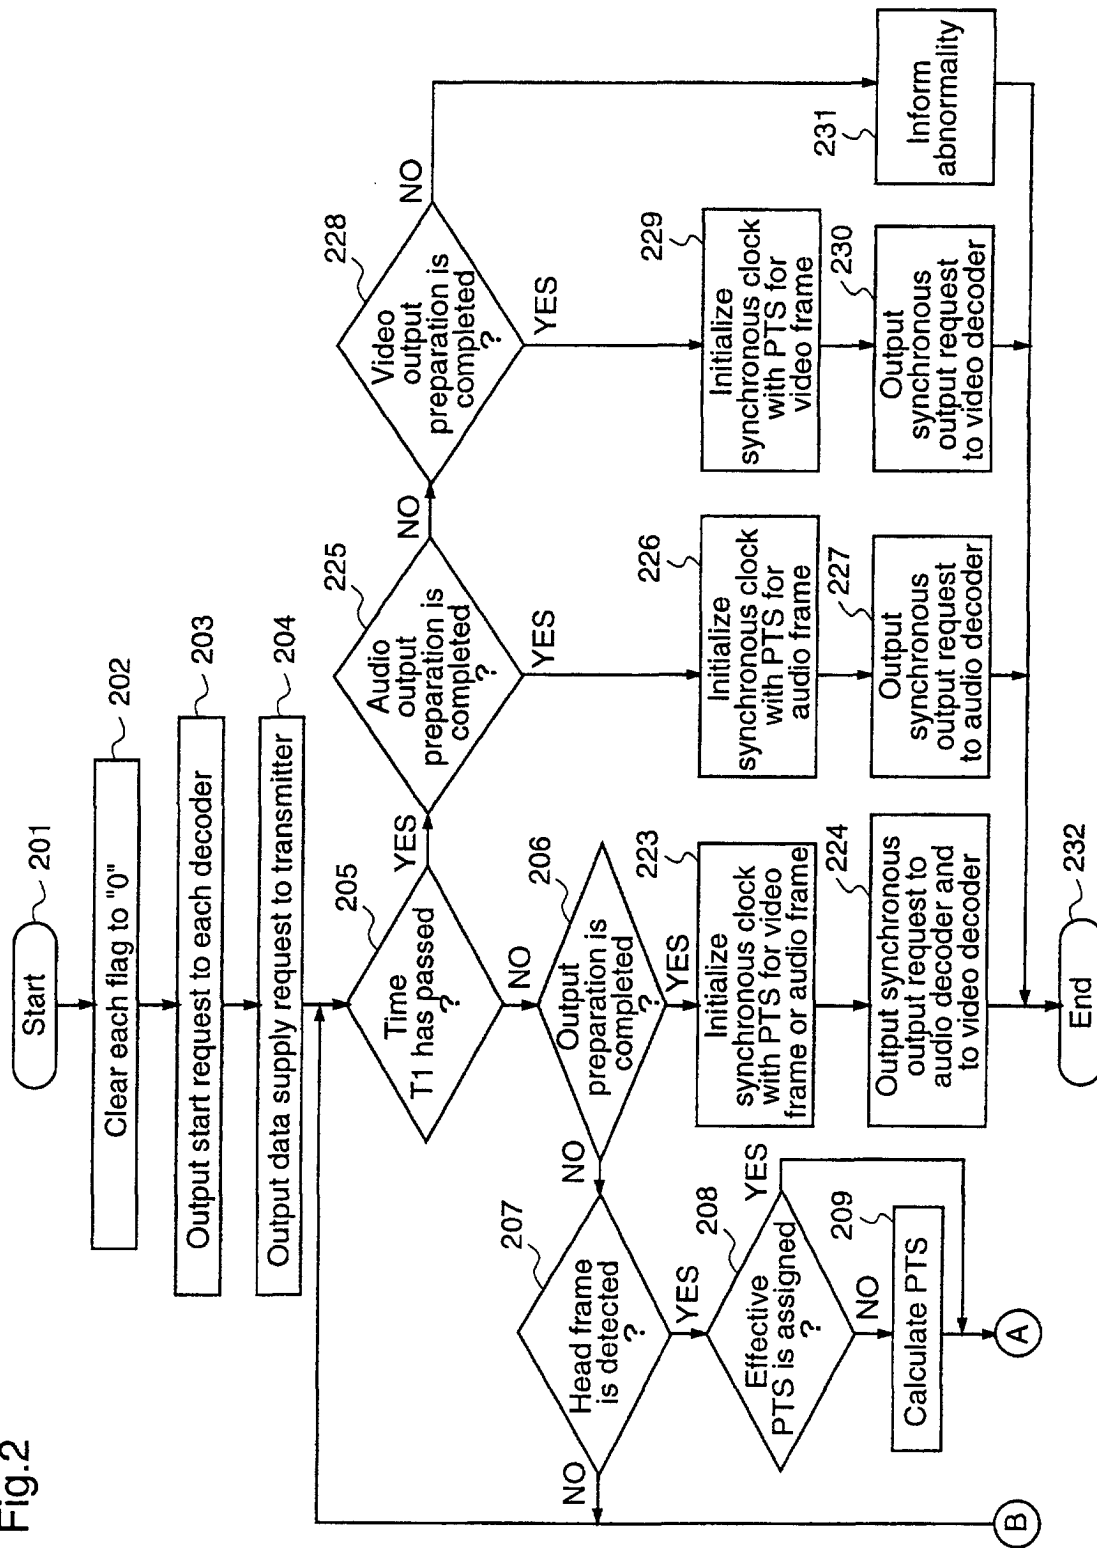 Fig.2
Start
201
Clear each flag to "0"
202
Output start request to each decoder
203
Output data supply request to transmitter
204
Time
T1 has passed
?
205
YES
NO
Audio
output
preparation is
completed
?
225
NO
YES
Video
output
preparation is
completed
?
228
NO
YES
Output
preparation is
complete
?
206
NO
YES
Head frame
is detected
?
207
NO
YES
Effective
PTS is assigned
?
208
YES
NO
Calculate PTS
209
A
B
Initialize
synchronous clock
with PTS for video
frame or audio frame
223
Output synchronous
output request to
audio decoder and
to video decoder
224
Initialize
synchronous clock
with PTS for
audio frame
226
Output
synchronous
output request
to audio decoder
227
Initialize
synchronous clock
with PTS for
video frame
229
Output
synchronous
output request
to video decoder
230
Inform
abnormality
231
End
232